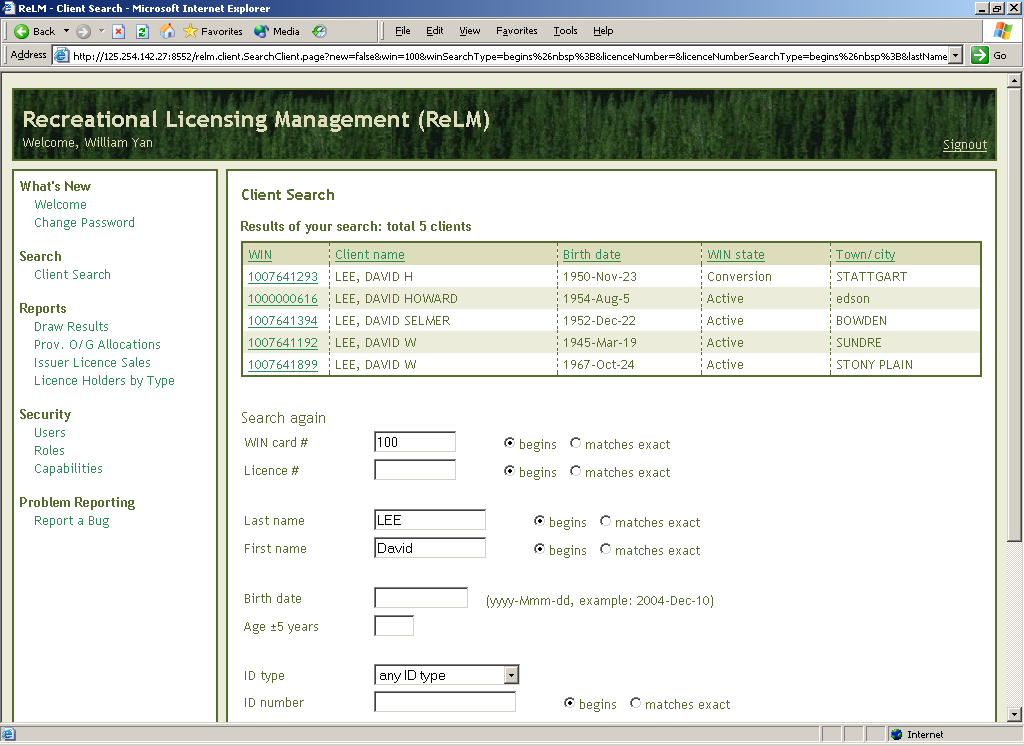 ReLM - Client Search - Microsoft Internet Explorer
Back Favorites Media File Edit View Favorites Tools Help
Address http://125.254.142.27:8552/relm.client.SearchClient.page?new=false&win=100&winSearchType=begins%26nbsp%3B&licenceNumber=&licenceNumberSearchType=begins%26nbsp%3B&lastName Go
Recreational Licensing Management (ReLM)
Welcome, William Yan
Signout
What's New
Welcome
Change Password
Search
Client Search
Reports
Draw Results
Prov. O/G Allocations
Issuer Licence Sales
Licence Holders by Type
Security
Users
Roles
Capabilities
Problem Reporting
Report a Bug
Client Search
Results of your search: total 5 clients
WIN Client name Birth date WIN state Town/city
1007641293 LEE, DAVID H 1950-Nov-23 Conversion STATTGART
1000000616 LEE, DAVID HOWARD 1954-Aug-5 Active edson
1007641394 LEE, DAVID SELMER 1952-Dec-22 Active BOWDEN
1007641192 LEE, DAVID W 1945-Mar-19 Active SUNDRE
1007641899 LEE, DAVID W 1967-Oct-24 Active STONY PLAIN
Search again
WIN card # 100 begins matches exact
Licence # begins matches exact
Last name LEE begins matches exact
First name David begins matches exact
Birth date (yyyy-Mmm-dd, example: 2004-Dec-10)
Age ±5 years
ID type any ID type
ID number begins matches exact
Internet